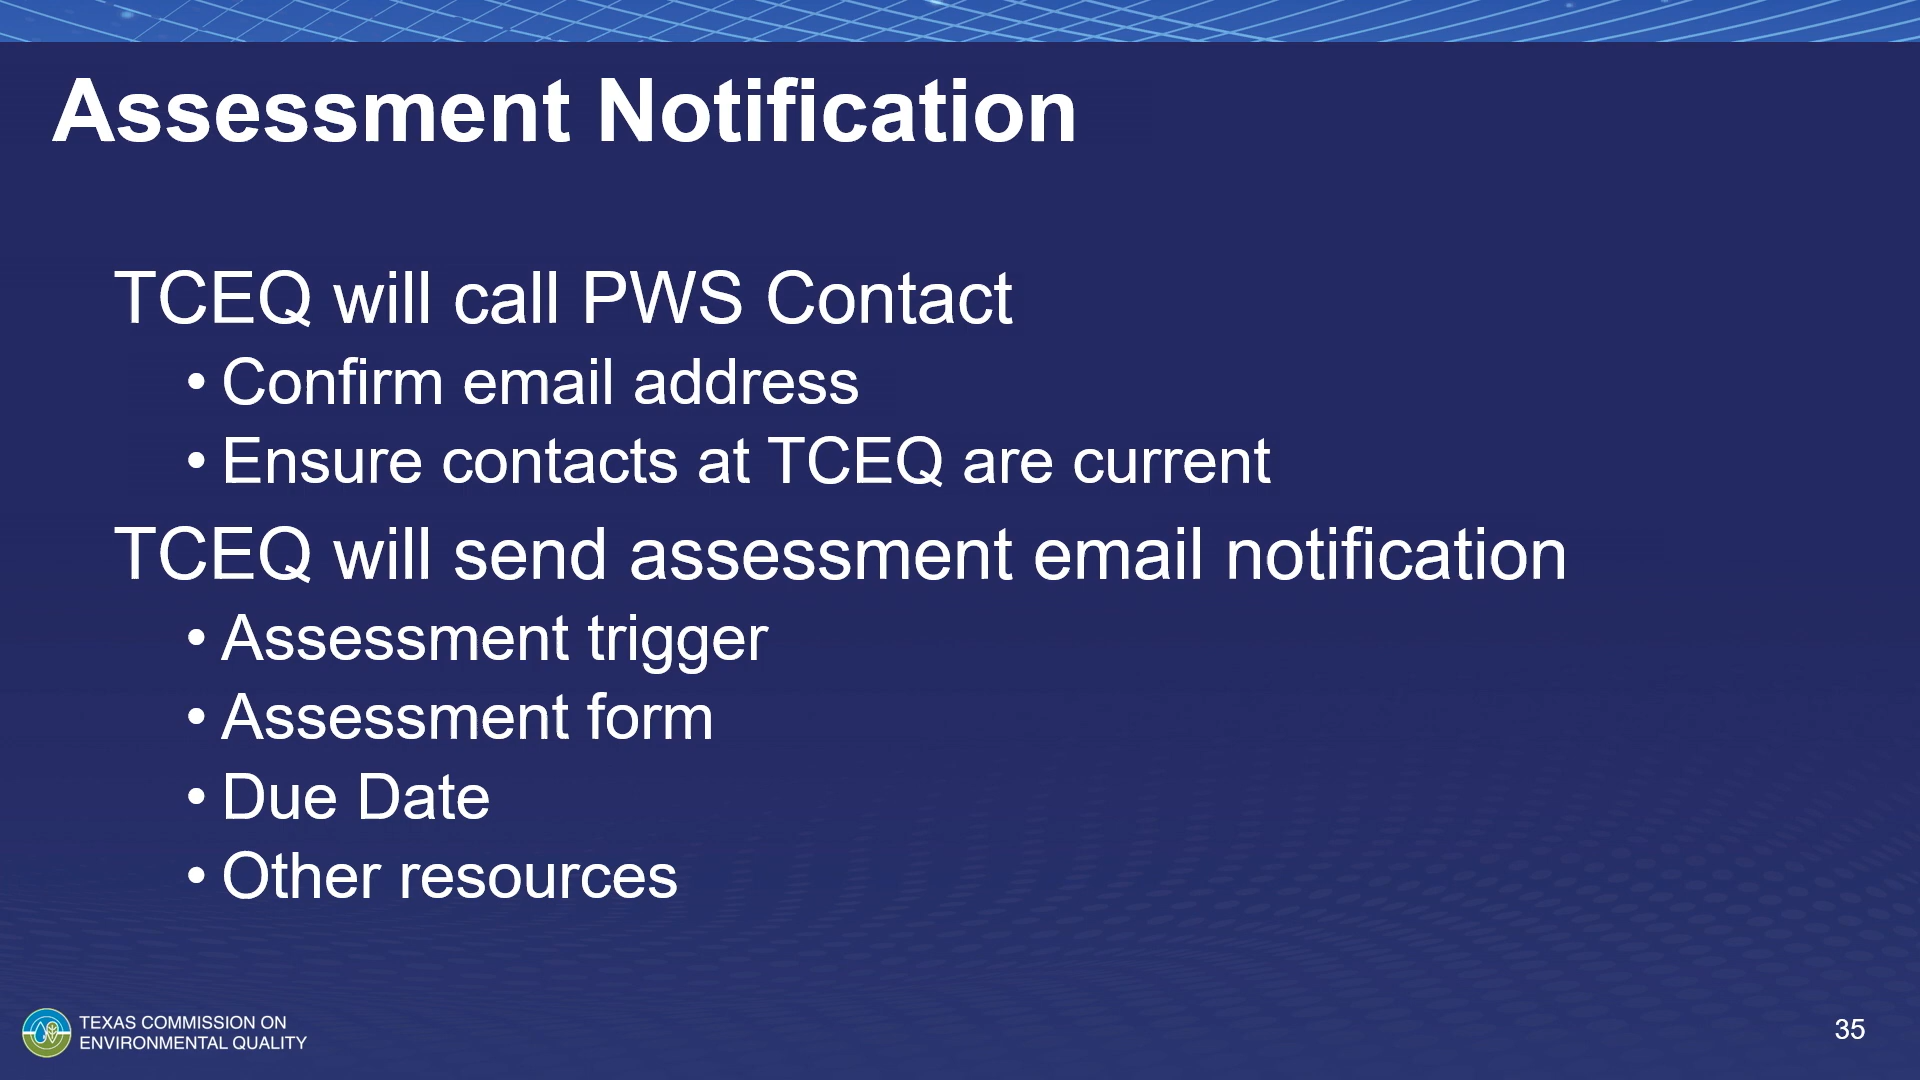 Assessment Notification
TCEQ will call PWS Contact
• Confirm email address
• Ensure contacts at TCEQ are current
TCEQ will send assessment email notification
• Assessment trigger
• Assessment form
• Due Date
• Other resources
TEXAS COMMISSION ON
ENVIRONMENTAL QUALITY
35